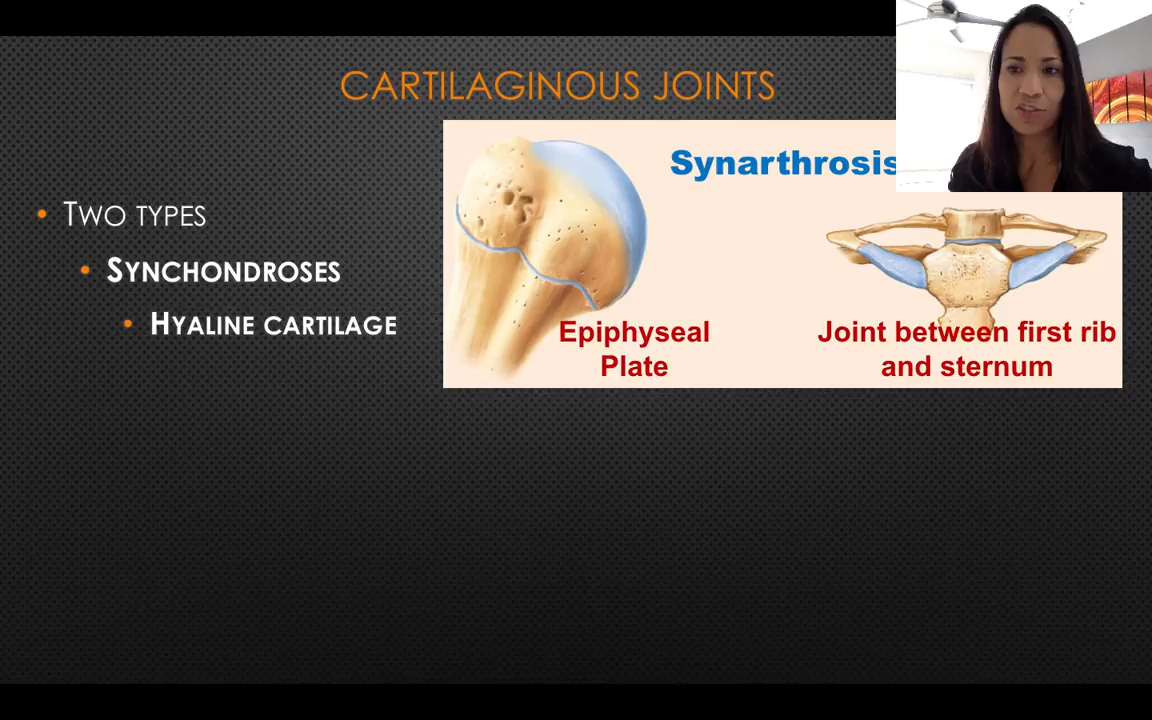 CARTILAGINOUS JOINTS
Synarthrosis
• TWO TYPES
• SYNCHONDROSES
• HYALINE CARTILAGE
Epiphyseal
Plate
Joint between first rib
and sternum